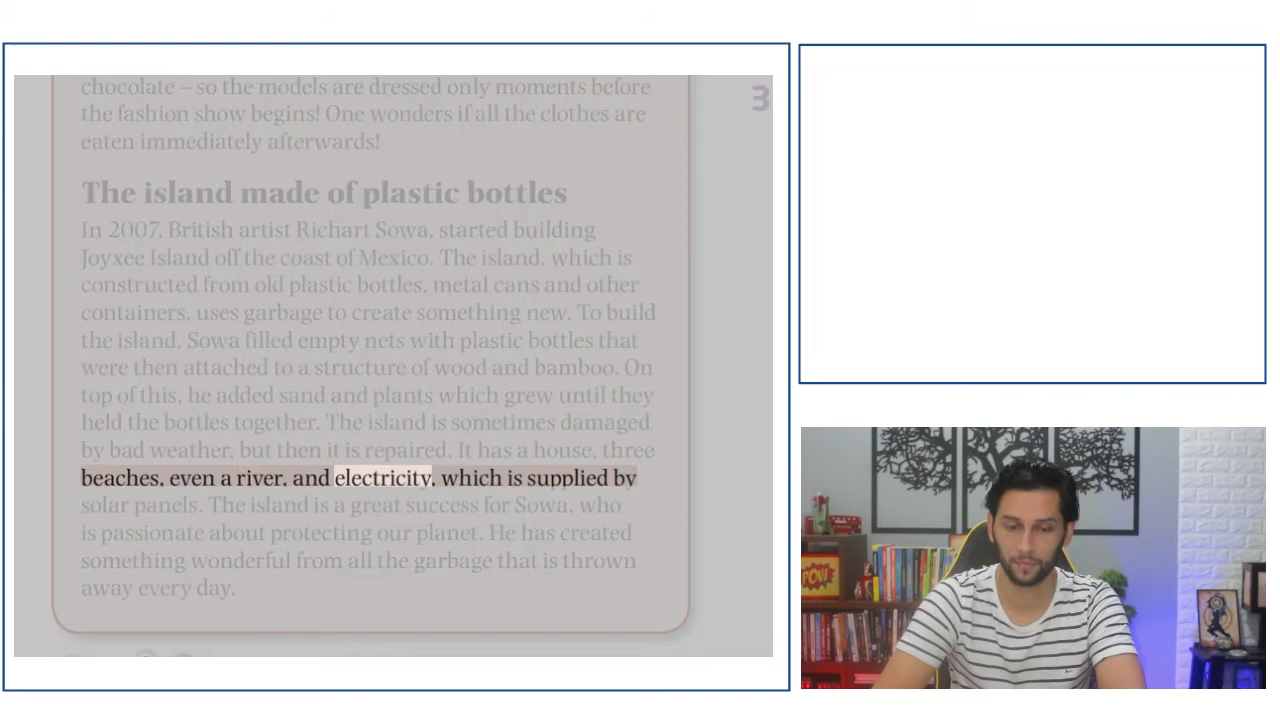 chocolate – so the models are dressed only moments before
the fashion show begins! One wonders if all the clothes are
eaten immediately afterwards!
3
The island made of plastic bottles
In 2007, British artist Richart Sowa, started building
Joyxee Island off the coast of Mexico. The island, which is
constructed from old plastic bottles, metal cans and other
containers, uses garbage to create something new. To build
the island, Sowa filled empty nets with plastic bottles that
were then attached to a structure of wood and bamboo. On
top of this, he added sand and plants which grew until they
held the bottles together. The island is sometimes damaged
by bad weather, but then it is repaired. It has a house, three
beaches, even a river, and electricity, which is supplied by
solar panels. The island is a great success for Sowa, who
is passionate about protecting our planet. He has created
something wonderful from all the garbage that is thrown
away every day.
POW